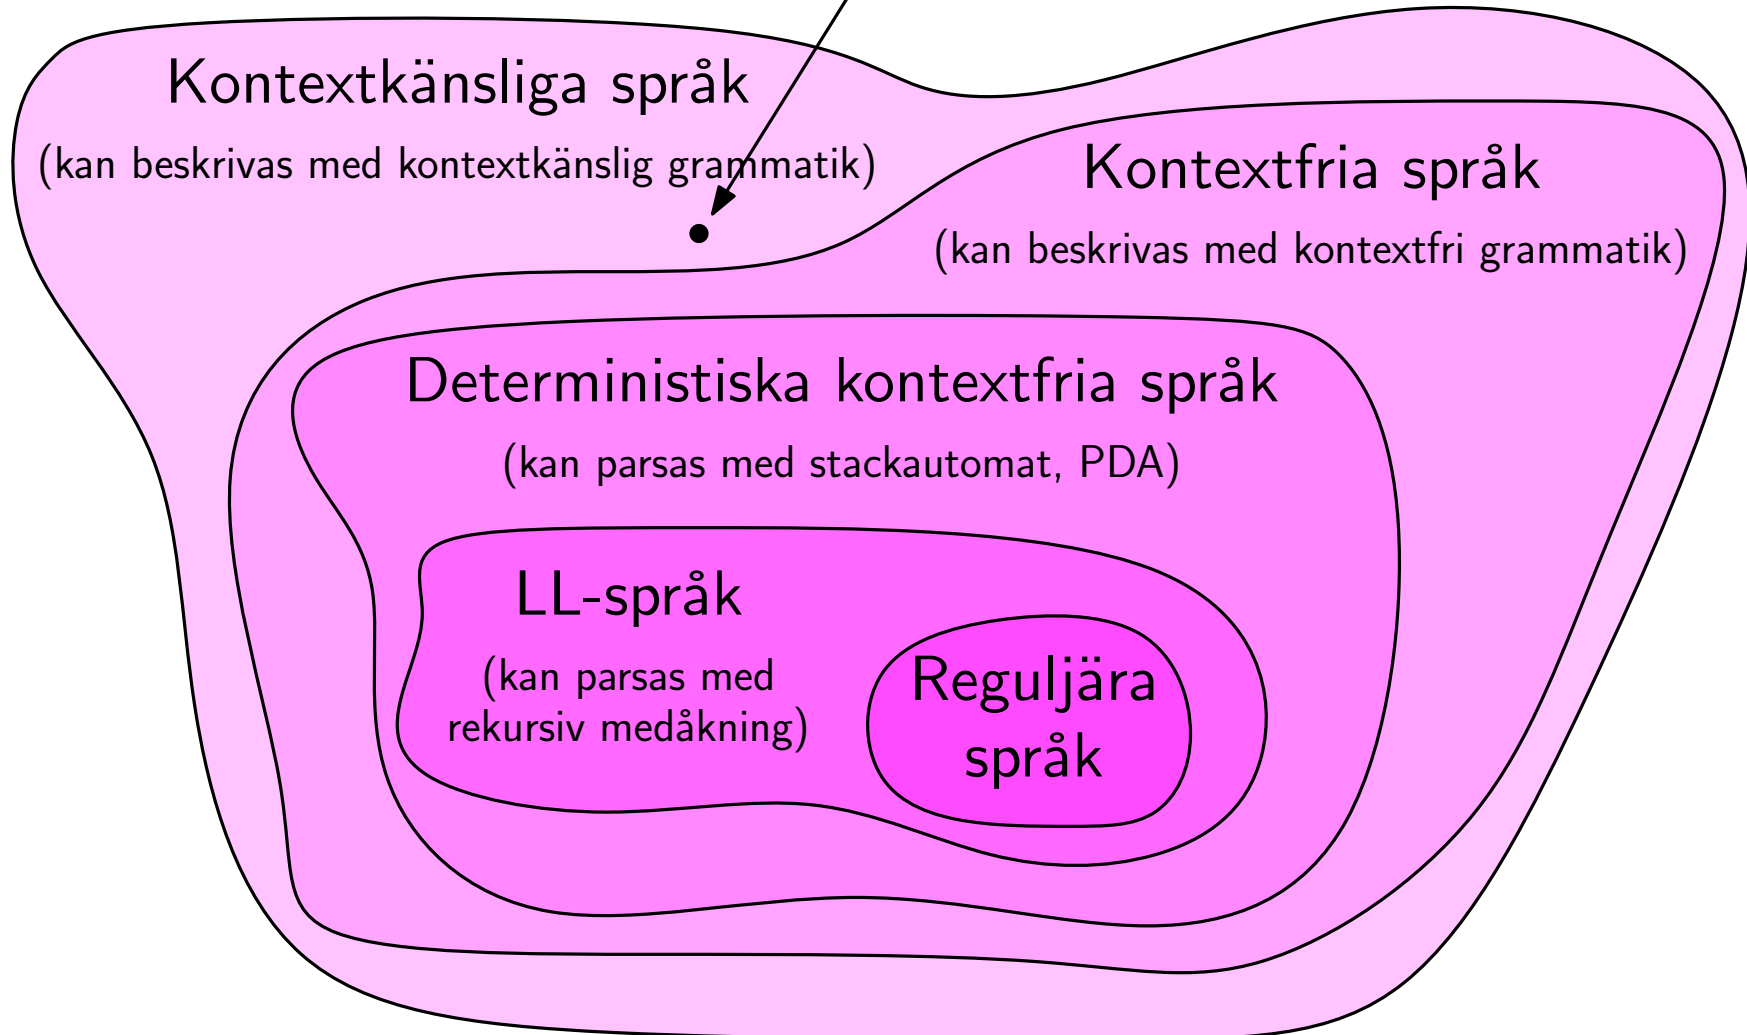 Kontextkänsliga språk
(kan beskrivas med kontextkänslig grammatik)
Kontextfria språk
(kan beskrivas med kontextfri grammatik)
Deterministiska kontextfria språk
(kan parsas med stackautomat, PDA)
LL-språk
(kan parsas med
rekursiv medåkning)
Reguljära
språk